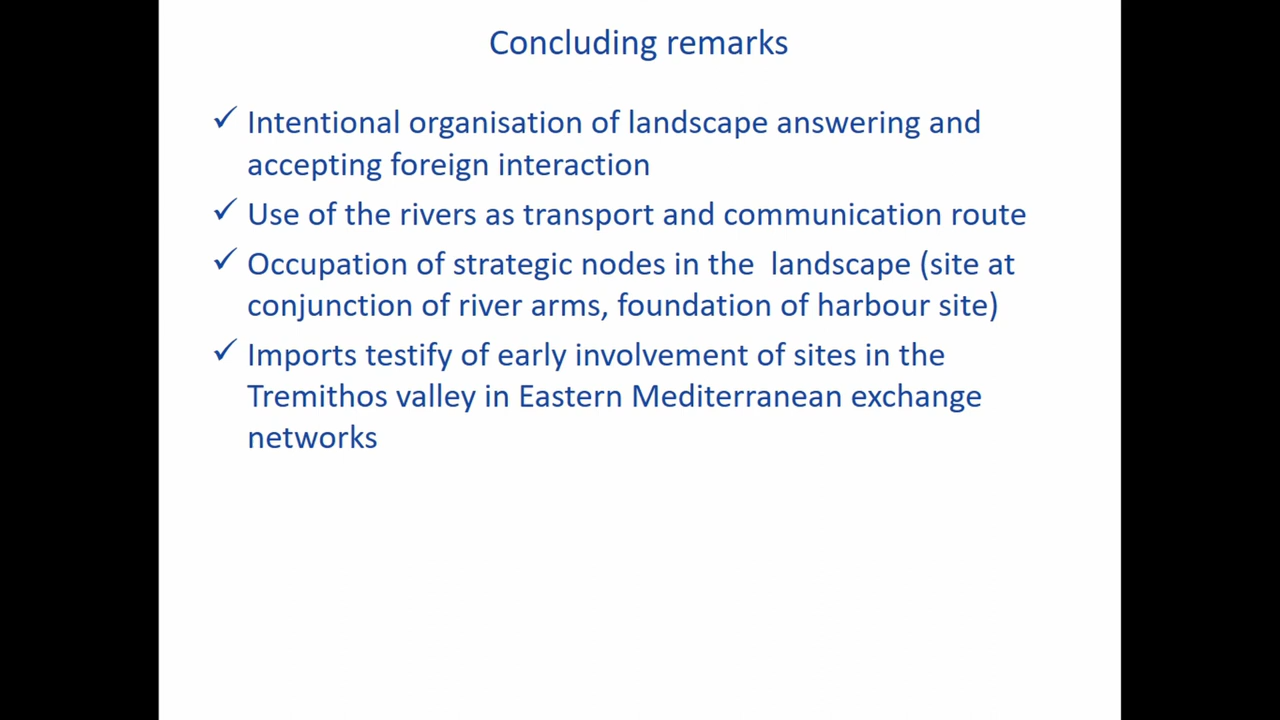 Concluding remarks
✓ Intentional organisation of landscape answering and
accepting foreign interaction
✓ Use of the rivers as transport and communication route
✓ Occupation of strategic nodes in the  landscape (site at
conjunction of river arms, foundation of harbour site)
✓ Imports testify of early involvement of sites in the
Tremithos valley in Eastern Mediterranean exchange
networks